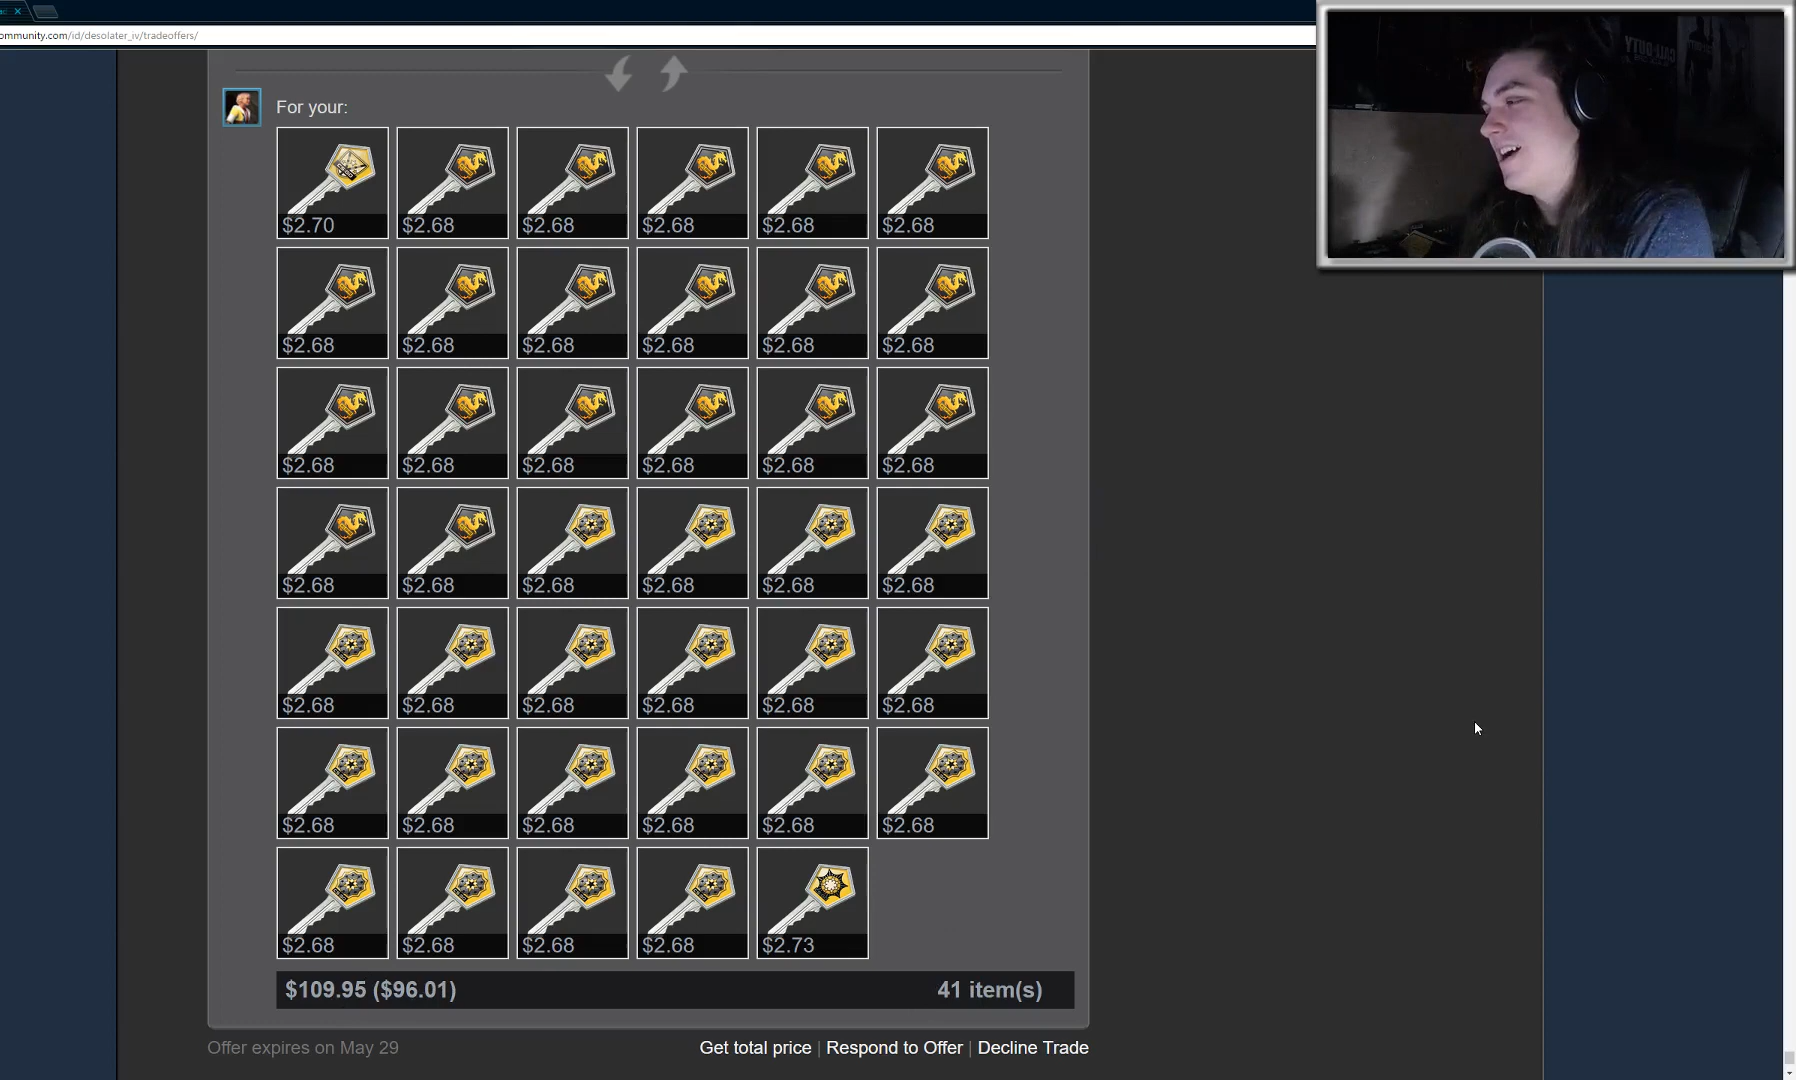 ommunity.com/id/desolater_iv/tradeoffers/
CALL·DUTY
For your:
$2.70 $2.68 $2.68 $2.68 $2.68 $2.68
$2.68 $2.68 $2.68 $2.68 $2.68 $2.68
$2.68 $2.68 $2.68 $2.68 $2.68 $2.68
$2.68 $2.68 $2.68 $2.68 $2.68 $2.68
$2.68 $2.68 $2.68 $2.68 $2.68 $2.68
$2.68 $2.68 $2.68 $2.68 $2.68 $2.68
$2.68 $2.68 $2.68 $2.68 $2.73
$109.95 ($96.01) 41 item(s)
Offer expires on May 29 Get total price | Respond to Offer | Decline Trade